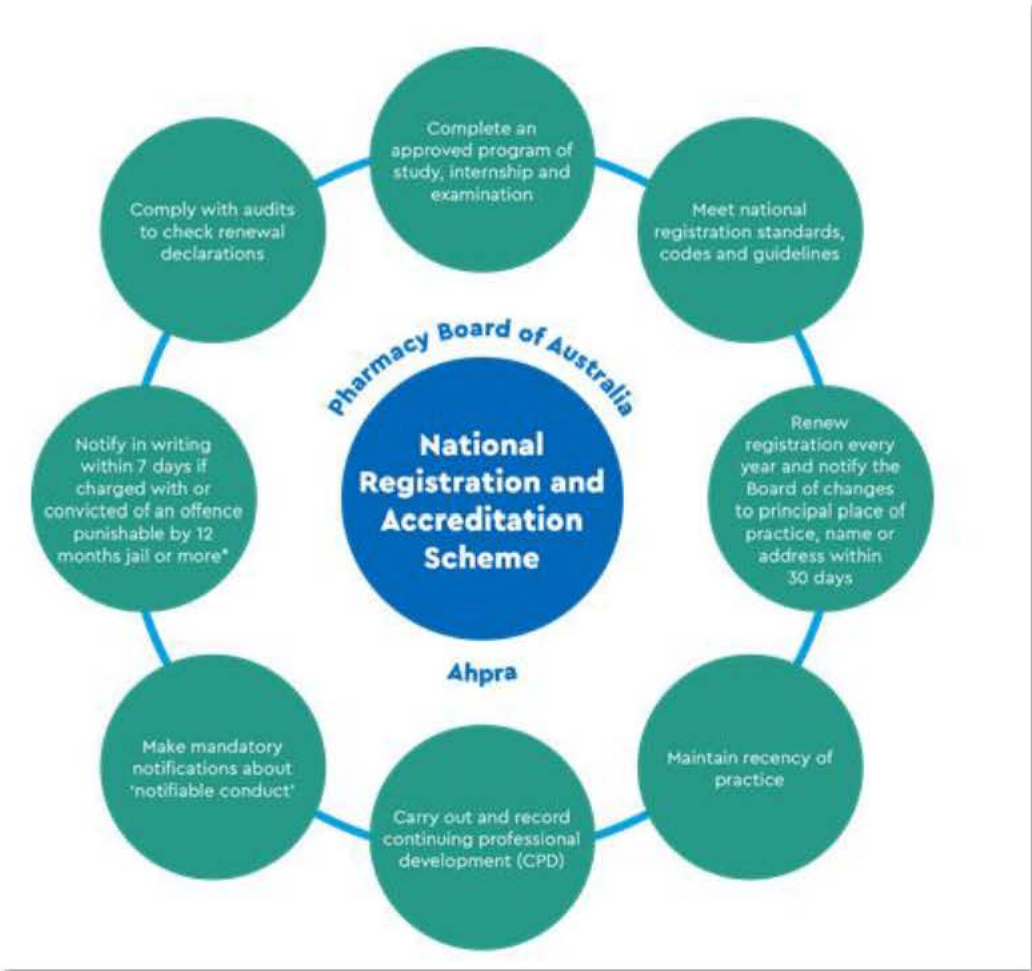 Complete an
approved program of
study, internship and
examination
Meet national
registration standards,
codes and guidelines
Renew
registration every
year and notify the
Board of changes
to principal place of
practice, name or
address within
30 days
Maintain recency of
practice
Carry out and record
continuing professional
development (CPD)
Make mandatory
notifications about
‘notifiable conduct’
Notify in writing
within 7 days if
charged with or
convicted of an offence
punishable by 12
months jail or more*
Comply with audits
to check renewal
declarations
Pharmacy Board of Australia
National
Registration and
Accreditation
Scheme
Ahpra